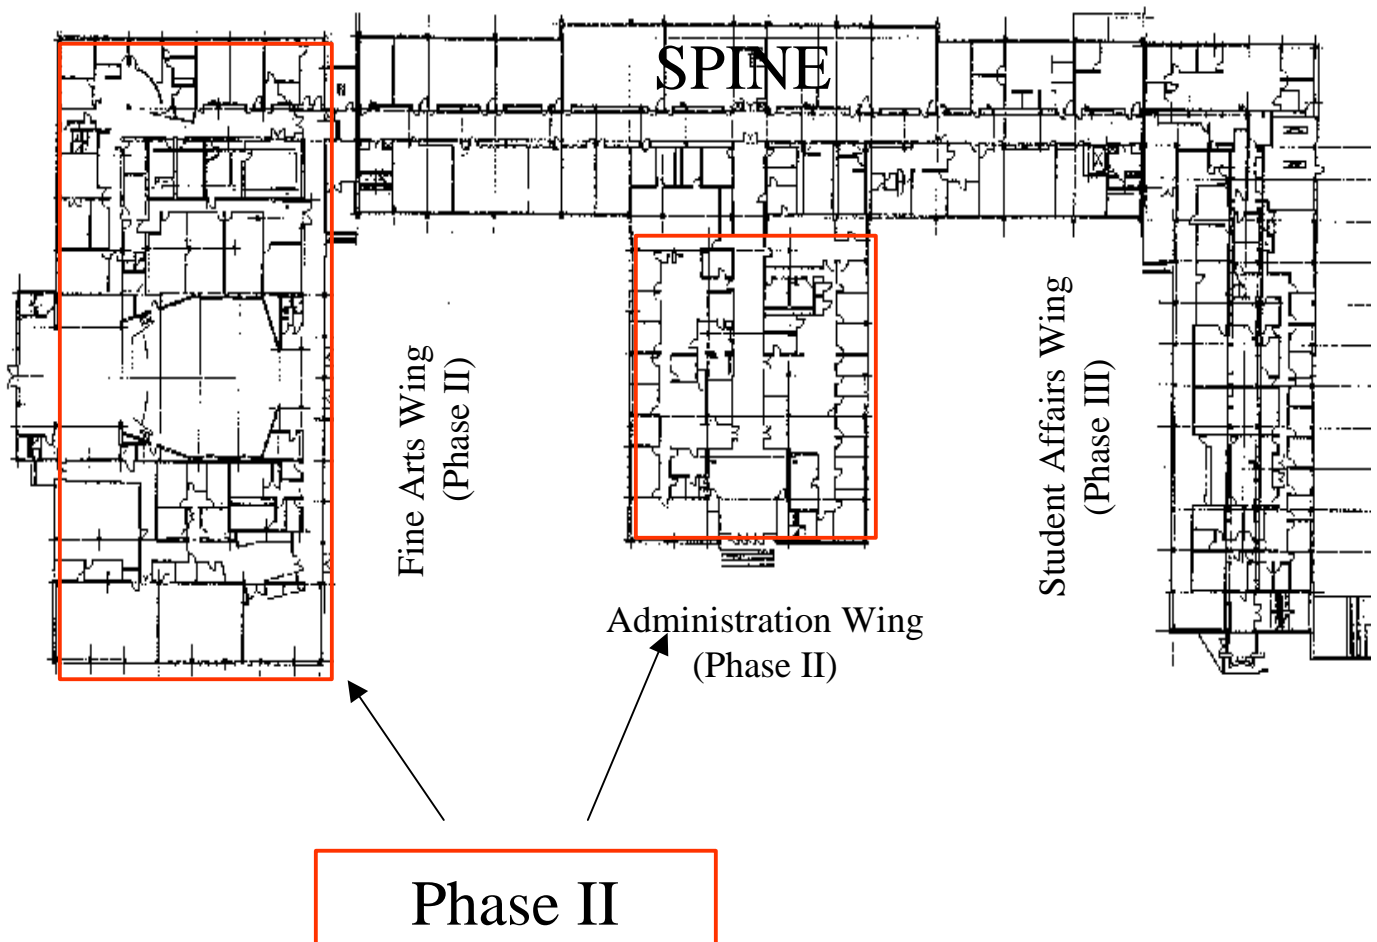 SPINE
Fine Arts Wing
(Phase II)
Student Affairs Wing
(Phase III)
Administration Wing
(Phase II)
Phase II